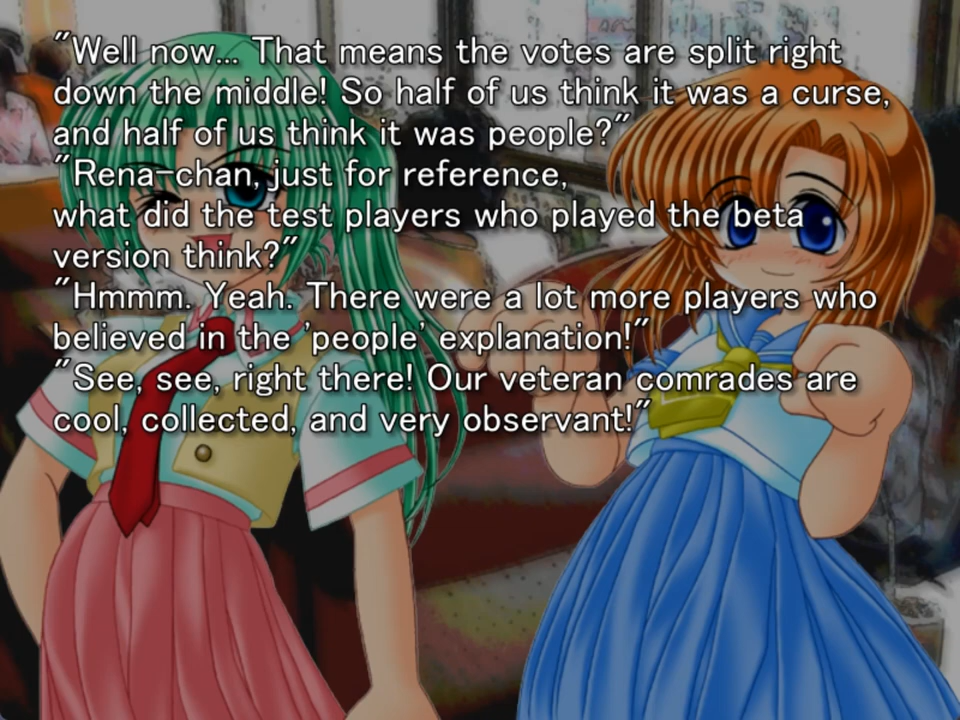 "Well now... That means the votes are split right
down the middle! So half of us think it was a curse,
and half of us think it was people?"
"Rena-chan, just for reference,
what did the test players who played the beta
version think?"
"Hmmm. Yeah. There were a lot more players who
believed in the 'people' explanation!"
"See, see, right there! Our veteran comrades are
cool, collected, and very observant!"